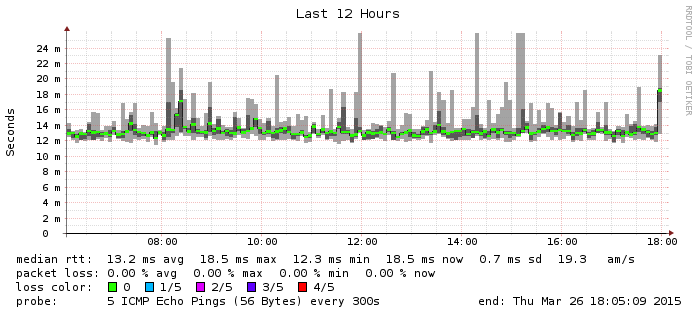 Last 12 Hours
RRDTOOL / TOBI OETIKER
Seconds
24 m
22 m
20 m
18 m
16 m
14 m
12 m
10 m
8 m
6 m
4 m
2 m
0
08:00 10:00 12:00 14:00 16:00 18:00
median rtt: 13.2 ms avg 18.5 ms max 12.3 ms min 18.5 ms now 0.7 ms sd 19.3 am/s
packet loss: 0.00 % avg 0.00 % max 0.00 % min 0.00 % now
loss color: 0 1/5 2/5 3/5 4/5
probe: 5 ICMP Echo Pings (56 Bytes) every 300s end: Thu Mar 26 18:05:09 2015